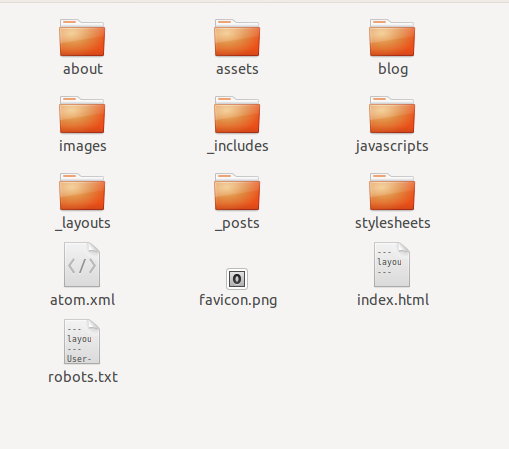 about
assets
blog
images
_includes
javascripts
_layouts
_posts
stylesheets
</>
atom.xml
0
favicon.png
---
layou
---
index.html
---
layou
---
User-
robots.txt